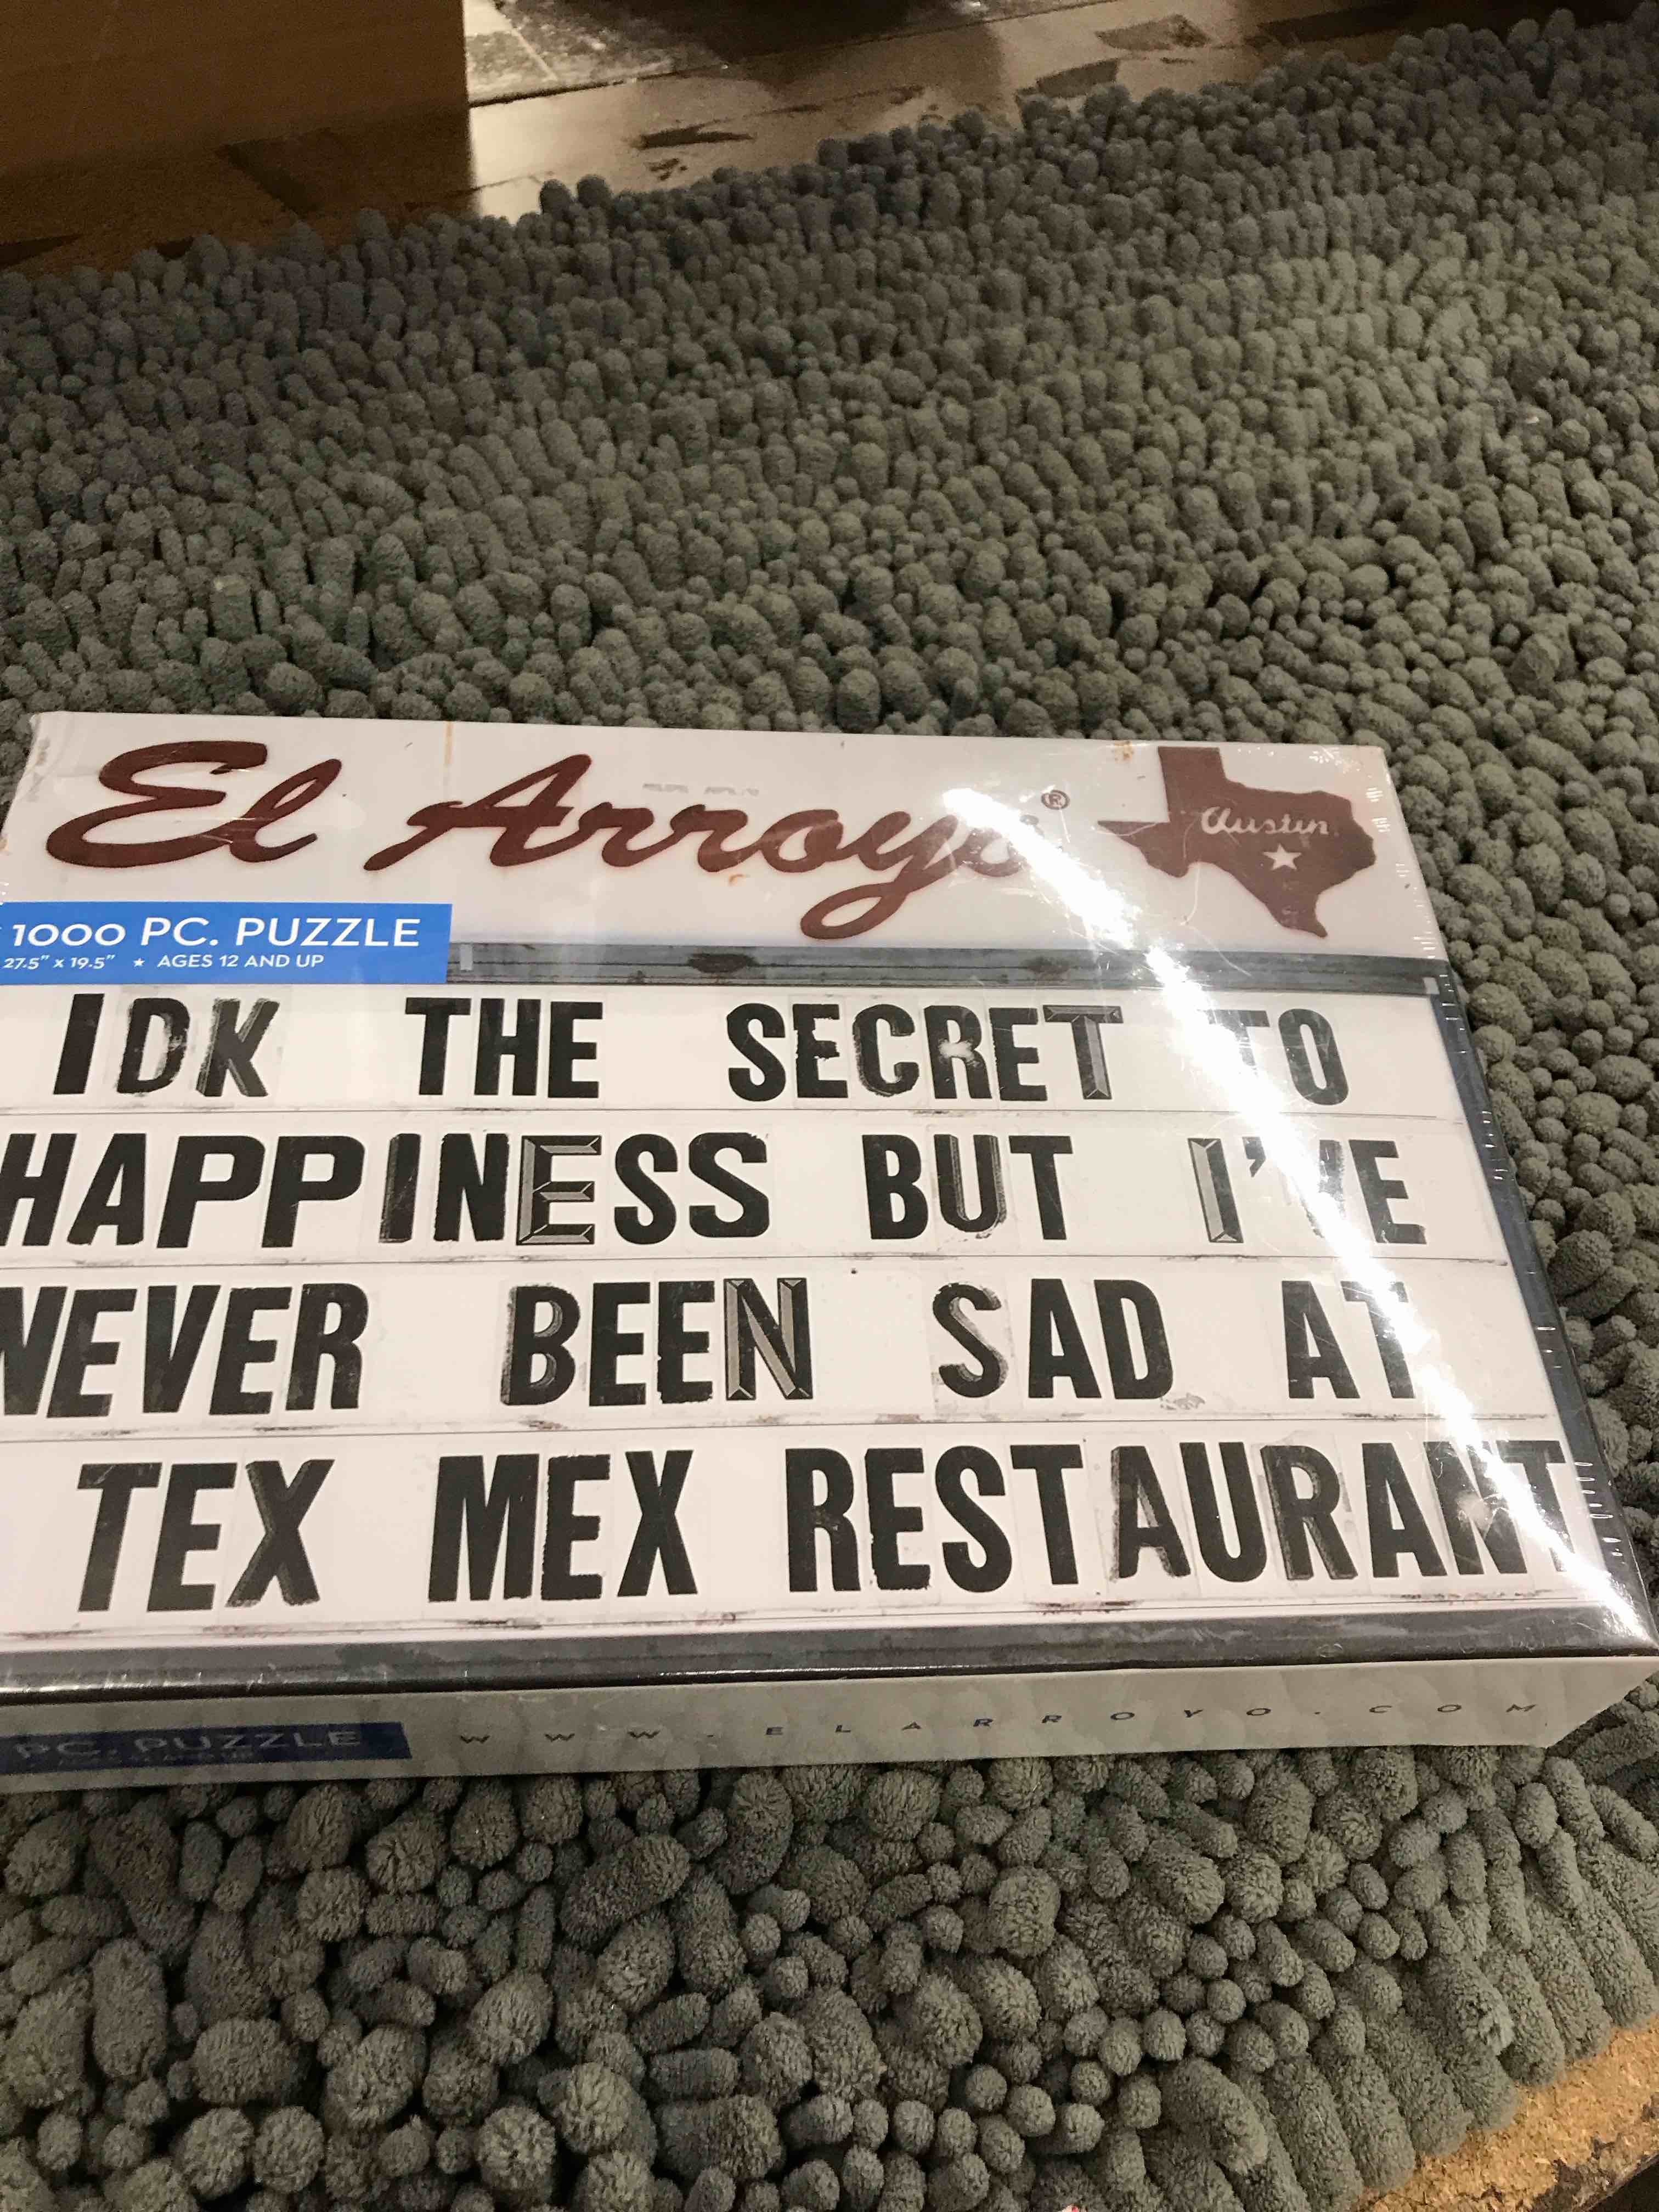 El Arroyo®
Austin
1000 PC. PUZZLE
27.5" x 19.5" ★ AGES 12 AND UP
IDK THE SECRET TO
HAPPINESS BUT I'VE
NEVER BEEN SAD AT
TEX MEX RESTAURANT
PC. PUZZLE
WWW.ELARROYO.COM